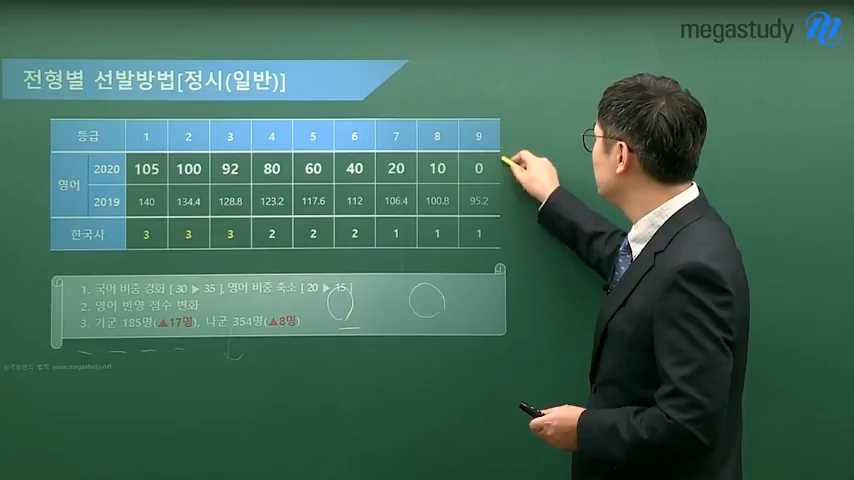 megastudy
전형별 선발방법[정시(일반)]
등급 1 2 3 4 5 6 7 8 9
영어 2020 105 100 92 80 60 40 20 10 0
2019 140 134.4 128.8 123.2 117.6 112 106.4 100.8 95.2
한국사 3 3 3 2 2 2 1 1 1
1. 국어 비중 강화 [ 30 ▶ 35 ], 영어 비중 축소 [ 20 ▶ 15 ]
2. 영어 반영 점수 변화
3. 가군 185명(▲17명), 나군 354명(▲8명)
www.megastudy.net